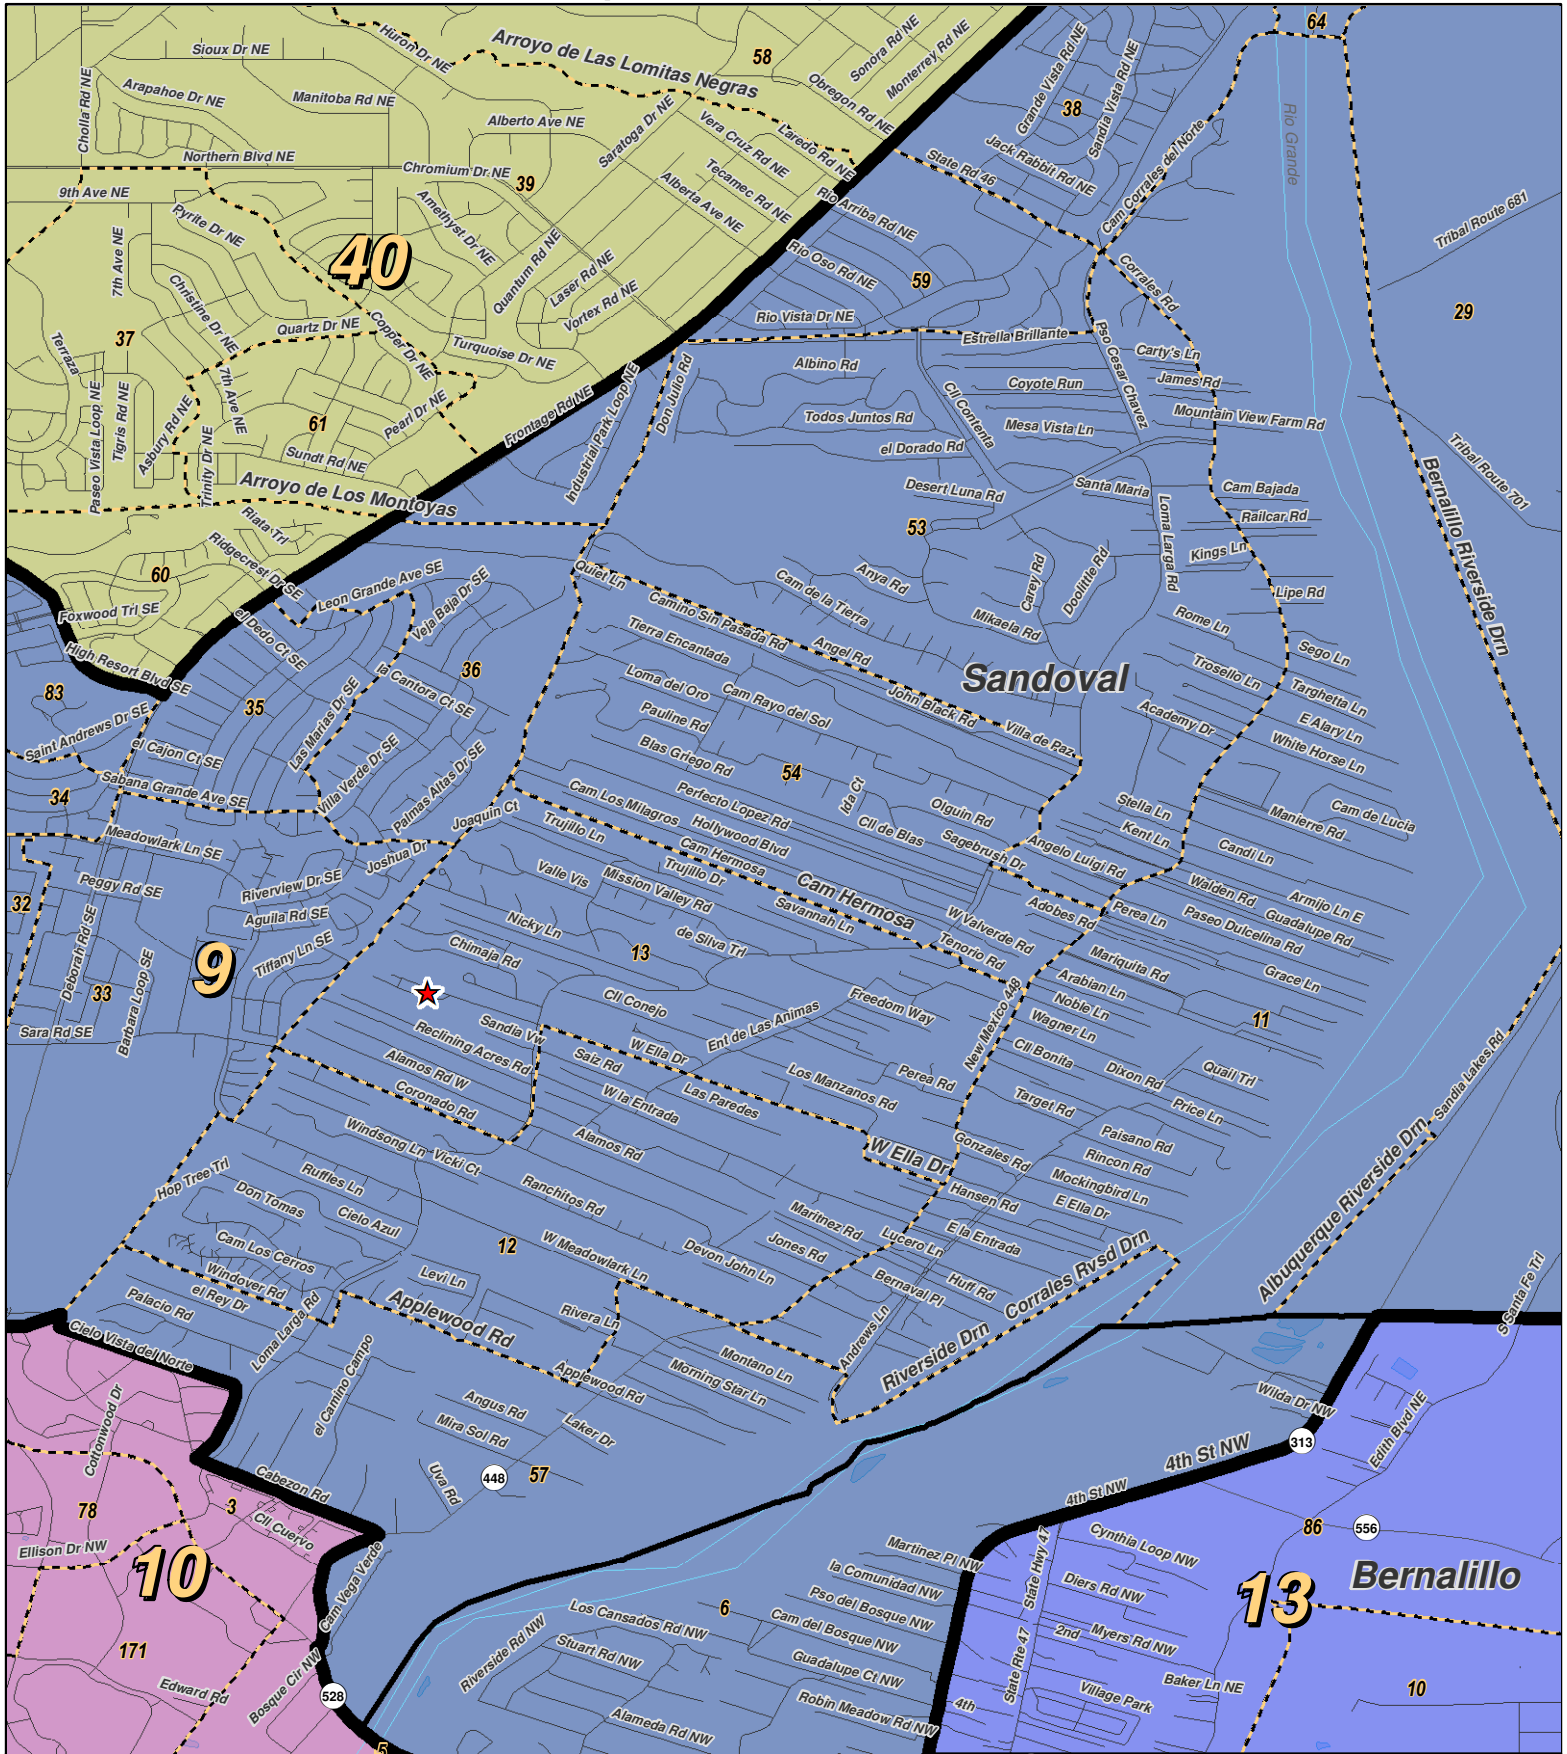 64
Sioux Dr NE
Huron Dr NE
Arroyo de Las Lomitas Negras
58
Sonora Rd NE
Monterrey Rd NE
Grande Vista Rd NE
Sandia Vista Rd NE
38
Cholla Rd NE
Arapahoe Dr NE
Manitoba Rd NE
Alberto Ave NE
Saratoga Dr NE
Obregon Rd NE
Vera Cruz Rd NE
Laredo Rd NE
Jack Rabbit Rd NE
Cam Corrales del Norte
Rio Grande
Northern Blvd NE
Chromium Dr NE
39
Tecamec Rd NE
State Rd 46
9th Ave NE
Pyrite Dr NE
Amethyst Dr NE
Alberta Ave NE
Rio Arriba Rd NE
Tribal Route 681
7th Ave NE
40
Quantum Rd NE
Laser Rd NE
Rio Oso Rd NE
59
Corrales Rd
Christine Dr NE
Vortex Rd NE
29
Terraza
37
Quartz Dr NE
Copper Dr NE
Turquoise Dr NE
Rio Vista Dr NE
Estrella Brillante
Pso Cesar Chavez
Carty's Ln
Albino Rd
James Rd
Paseo Vista Loop NE
Tigris Rd NE
Asbury Rd NE
7th Ave NE
61
Pearl Dr NE
Frontage Rd NE
Industrial Park Loop NE
Don Julio Rd
Cll Contenta
Coyote Run
Todos Juntos Rd
Mesa Vista Ln
Mountain View Farm Rd
Trinity Dr NE
Sundt Rd NE
el Dorado Rd
Tribal Route 701
Arroyo de Los Montoyas
Desert Luna Rd
Santa Maria
Cam Bajada
Bernalillo Riverside Drn
Riata Trl
53
Loma Larga Rd
Railcar Rd
Ridgecrest Dr SE
Kings Ln
60
Leon Grande Ave SE
Quiet Ln
Anya Rd
Carey Rd
Doolittle Rd
Lipe Rd
Foxwood Trl SE
el Dedo Ct SE
Veja Baja Dr SE
Camino Sin Pasada Rd
Cam de la Tierra
Mikaela Rd
Rome Ln
High Resort Blvd SE
Tierra Encantada
Angel Rd
Sego Ln
83
35
36
la Cantora Ct SE
Loma del Oro
Cam Rayo del Sol
John Black Rd
Sandoval
Trosello Ln
Targhetta Ln
Saint Andrews Dr SE
Las Marias Dr SE
Pauline Rd
Villa de Paz
Academy Dr
E Alary Ln
el Cajon Ct SE
Villa Verde Dr SE
Blas Griego Rd
54
White Horse Ln
34
Sabana Grande Ave SE
Palmas Altas Dr SE
Cam Los Milagros
Perfecto Lopez Rd
Ida Ct
Olguin Rd
Stella Ln
Manierre Rd
Cam de Lucia
Joaquin Ct
Trujillo Ln
Hollywood Blvd
Cll de Blas
Sagebrush Dr
Kent Ln
Meadowlark Ln SE
Joshua Dr
Cam Hermosa
Angelo Luigi Rd
Candi Ln
Peggy Rd SE
Riverview Dr SE
Valle Vis
Trujillo Dr
Mission Valley Rd
Cam Hermosa
Walden Rd
Armijo Ln E
32
Aguila Rd SE
Nicky Ln
Savannah Ln
W Valverde Rd
Adobes Rd
Perea Ln
Paseo Dulcelina Rd
Guadalupe Rd
Deborah Rd SE
9
Tiffany Ln SE
Chimaja Rd
13
de Silva Trl
Tenorio Rd
Mariquita Rd
Grace Ln
33
Barbara Loop SE
Cll Conejo
Freedom Way
New Mexico 448
Arabian Ln
Noble Ln
11
Sara Rd SE
Reclining Acres Rd
Sandia Vw
Ent de Las Animas
Wagner Ln
Sandia Lakes Rd
Alamos Rd W
Saiz Rd
W Ella Dr
Cll Bonita
Dixon Rd
Quail Trl
Coronado Rd
W la Entrada
Las Paredes
Los Manzanos Rd
Perea Rd
Target Rd
Price Ln
Windsong Ln
Vicki Ct
Alamos Rd
W Ella Dr
Gonzales Rd
Paisano Rd
Rincon Rd
Albuquerque Riverside Drn
Hop Tree Trl
Ruffles Ln
Ranchitos Rd
Mockingbird Ln
Don Tomas
Cielo Azul
Maritnez Rd
Hansen Rd
E Ella Dr
Cam Los Cerros
12
W Meadowlark Ln
Devon John Ln
Jones Rd
Lucero Ln
E la Entrada
Windover Rd
el Rey Dr
Levi Ln
Bernaval Pl
Huff Rd
Corrales Rvsd Drn
S Santa Fe Trl
Palacio Rd
Applewood Rd
Rivera Ln
Andrews Ln
Cielo Vista del Norte
Loma Larga Rd
Montano Ln
Riverside Drn
el Camino Campo
Applewood Rd
Morning Star Ln
Wilda Dr NW
Cottonwood Dr
Angus Rd
Laker Dr
Edith Blvd NE
Mira Sol Rd
313
4th St NW
Cabezon Rd
Uva Rd
448
57
4th St NW
78
3
Cll Cuervo
86
556
Ellison Dr NW
10
Cam Vega Verde
Martinez Pl NW
State Hwy 47
Cynthia Loop NW
Bernalillo
la Comunidad NW
Diers Rd NW
13
Pso del Bosque NW
Los Cansados Rd NW
6
Cam del Bosque NW
2nd
Myers Rd NW
171
Riverside Rd NW
Stuart Rd NW
Guadalupe Ct NW
State Rte 47
Baker Ln NE
Edward Rd
Bosque Cir NW
528
Robin Meadow Rd NW
4th
Village Park
10
Alameda Rd NW
5